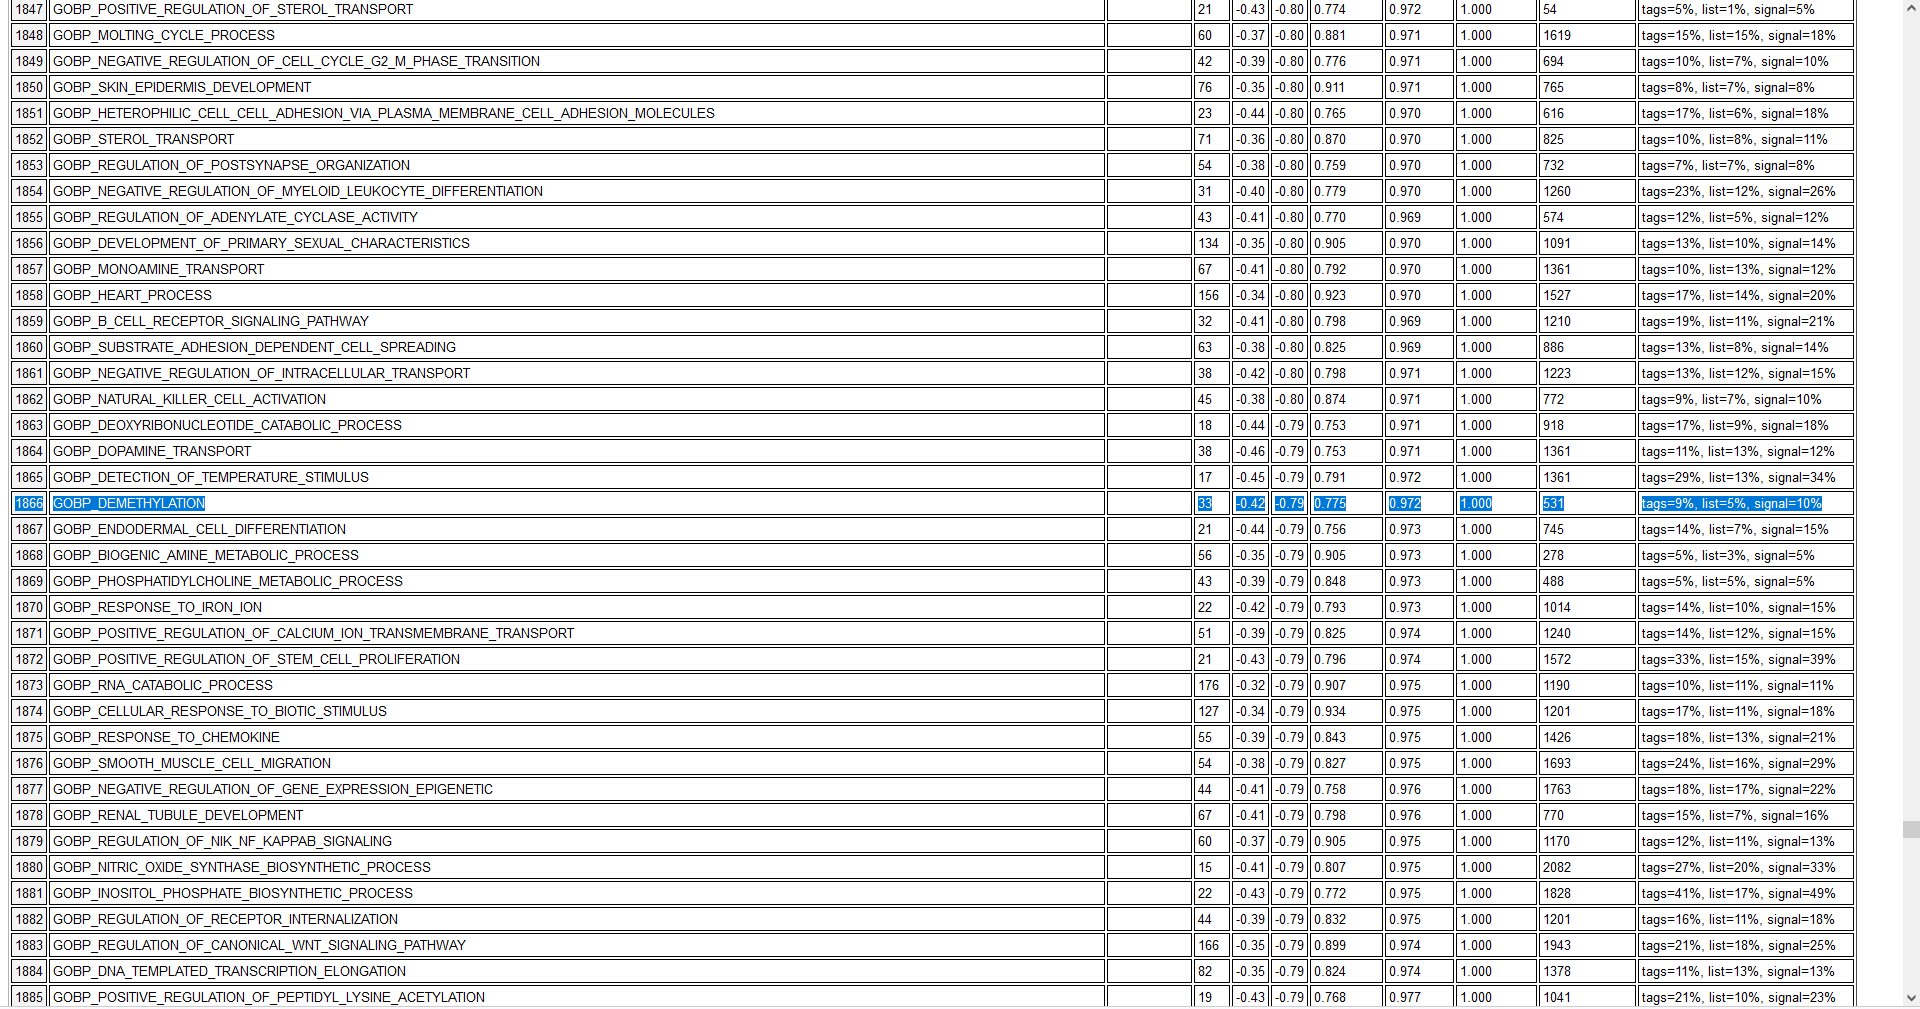 1847 GOBP_POSITIVE_REGULATION_OF_STEROL_TRANSPORT 21 -0.43 -0.80 0.774 0.972 1.000 54 tags=5%, list=1%, signal=5%
1848 GOBP_MOLTING_CYCLE_PROCESS 60 -0.37 -0.80 0.881 0.971 1.000 1619 tags=15%, list=15%, signal=18%
1849 GOBP_NEGATIVE_REGULATION_OF_CELL_CYCLE_G2_M_PHASE_TRANSITION 42 -0.39 -0.80 0.776 0.971 1.000 694 tags=10%, list=7%, signal=10%
1850 GOBP_SKIN_EPIDERMIS_DEVELOPMENT 76 -0.35 -0.80 0.911 0.971 1.000 765 tags=8%, list=7%, signal=8%
1851 GOBP_HETEROPHILIC_CELL_CELL_ADHESION_VIA_PLASMA_MEMBRANE_CELL_ADHESION_MOLECULES 23 -0.44 -0.80 0.765 0.970 1.000 616 tags=17%, list=6%, signal=18%
1852 GOBP_STEROL_TRANSPORT 71 -0.36 -0.80 0.870 0.970 1.000 825 tags=10%, list=8%, signal=11%
1853 GOBP_REGULATION_OF_POSTSYNAPSE_ORGANIZATION 54 -0.38 -0.80 0.759 0.970 1.000 732 tags=7%, list=7%, signal=8%
1854 GOBP_NEGATIVE_REGULATION_OF_MYELOID_LEUKOCYTE_DIFFERENTIATION 31 -0.40 -0.80 0.779 0.970 1.000 1260 tags=23%, list=12%, signal=26%
1855 GOBP_REGULATION_OF_ADENYLATE_CYCLASE_ACTIVITY 43 -0.41 -0.80 0.770 0.969 1.000 574 tags=12%, list=5%, signal=12%
1856 GOBP_DEVELOPMENT_OF_PRIMARY_SEXUAL_CHARACTERISTICS 134 -0.35 -0.80 0.905 0.970 1.000 1091 tags=13%, list=10%, signal=14%
1857 GOBP_MONOAMINE_TRANSPORT 67 -0.41 -0.80 0.792 0.970 1.000 1361 tags=10%, list=13%, signal=12%
1858 GOBP_HEART_PROCESS 156 -0.34 -0.80 0.923 0.970 1.000 1527 tags=17%, list=14%, signal=20%
1859 GOBP_B_CELL_RECEPTOR_SIGNALING_PATHWAY 32 -0.41 -0.80 0.798 0.969 1.000 1210 tags=19%, list=11%, signal=21%
1860 GOBP_SUBSTRATE_ADHESION_DEPENDENT_CELL_SPREADING 63 -0.38 -0.80 0.825 0.969 1.000 886 tags=13%, list=8%, signal=14%
1861 GOBP_NEGATIVE_REGULATION_OF_INTRACELLULAR_TRANSPORT 38 -0.42 -0.80 0.798 0.971 1.000 1223 tags=13%, list=12%, signal=15%
1862 GOBP_NATURAL_KILLER_CELL_ACTIVATION 45 -0.38 -0.80 0.874 0.971 1.000 772 tags=9%, list=7%, signal=10%
1863 GOBP_DEOXYRIBONUCLEOTIDE_CATABOLIC_PROCESS 18 -0.44 -0.79 0.753 0.971 1.000 918 tags=17%, list=9%, signal=18%
1864 GOBP_DOPAMINE_TRANSPORT 38 -0.46 -0.79 0.753 0.971 1.000 1361 tags=11%, list=13%, signal=12%
1865 GOBP_DETECTION_OF_TEMPERATURE_STIMULUS 17 -0.45 -0.79 0.791 0.972 1.000 1361 tags=29%, list=13%, signal=34%
1866 GOBP_DEMETHYLATION 33 -0.42 -0.79 0.775 0.972 1.000 531 tags=9%, list=5%, signal=10%
1867 GOBP_ENDODERMAL_CELL_DIFFERENTIATION 21 -0.44 -0.79 0.756 0.973 1.000 745 tags=14%, list=7%, signal=15%
1868 GOBP_BIOGENIC_AMINE_METABOLIC_PROCESS 56 -0.35 -0.79 0.905 0.973 1.000 278 tags=5%, list=3%, signal=5%
1869 GOBP_PHOSPHATIDYLCHOLINE_METABOLIC_PROCESS 43 -0.39 -0.79 0.848 0.973 1.000 488 tags=5%, list=5%, signal=5%
1870 GOBP_RESPONSE_TO_IRON_ION 22 -0.42 -0.79 0.793 0.973 1.000 1014 tags=14%, list=10%, signal=15%
1871 GOBP_POSITIVE_REGULATION_OF_CALCIUM_ION_TRANSMEMBRANE_TRANSPORT 51 -0.39 -0.79 0.825 0.974 1.000 1240 tags=14%, list=12%, signal=15%
1872 GOBP_POSITIVE_REGULATION_OF_STEM_CELL_PROLIFERATION 21 -0.43 -0.79 0.796 0.974 1.000 1572 tags=33%, list=15%, signal=39%
1873 GOBP_RNA_CATABOLIC_PROCESS 176 -0.32 -0.79 0.907 0.975 1.000 1190 tags=10%, list=11%, signal=11%
1874 GOBP_CELLULAR_RESPONSE_TO_BIOTIC_STIMULUS 127 -0.34 -0.79 0.934 0.975 1.000 1201 tags=17%, list=11%, signal=18%
1875 GOBP_RESPONSE_TO_CHEMOKINE 55 -0.39 -0.79 0.843 0.975 1.000 1426 tags=18%, list=13%, signal=21%
1876 GOBP_SMOOTH_MUSCLE_CELL_MIGRATION 54 -0.38 -0.79 0.827 0.975 1.000 1693 tags=24%, list=16%, signal=29%
1877 GOBP_NEGATIVE_REGULATION_OF_GENE_EXPRESSION_EPIGENETIC 44 -0.41 -0.79 0.758 0.976 1.000 1763 tags=18%, list=17%, signal=22%
1878 GOBP_RENAL_TUBULE_DEVELOPMENT 67 -0.41 -0.79 0.798 0.976 1.000 770 tags=15%, list=7%, signal=16%
1879 GOBP_REGULATION_OF_NIK_NF_KAPPAB_SIGNALING 60 -0.37 -0.79 0.905 0.975 1.000 1170 tags=12%, list=11%, signal=13%
1880 GOBP_NITRIC_OXIDE_SYNTHASE_BIOSYNTHETIC_PROCESS 15 -0.41 -0.79 0.807 0.975 1.000 2082 tags=27%, list=20%, signal=33%
1881 GOBP_INOSITOL_PHOSPHATE_BIOSYNTHETIC_PROCESS 22 -0.43 -0.79 0.772 0.975 1.000 1828 tags=41%, list=17%, signal=49%
1882 GOBP_REGULATION_OF_RECEPTOR_INTERNALIZATION 44 -0.39 -0.79 0.832 0.975 1.000 1201 tags=16%, list=11%, signal=18%
1883 GOBP_REGULATION_OF_CANONICAL_WNT_SIGNALING_PATHWAY 166 -0.35 -0.79 0.899 0.974 1.000 1943 tags=21%, list=18%, signal=25%
1884 GOBP_DNA_TEMPLATED_TRANSCRIPTION_ELONGATION 82 -0.35 -0.79 0.824 0.974 1.000 1378 tags=11%, list=13%, signal=13%
1885 GOBP_POSITIVE_REGULATION_OF_PEPTIDYL_LYSINE_ACETYLATION 19 -0.43 -0.79 0.768 0.977 1.000 1041 tags=21%, list=10%, signal=23%